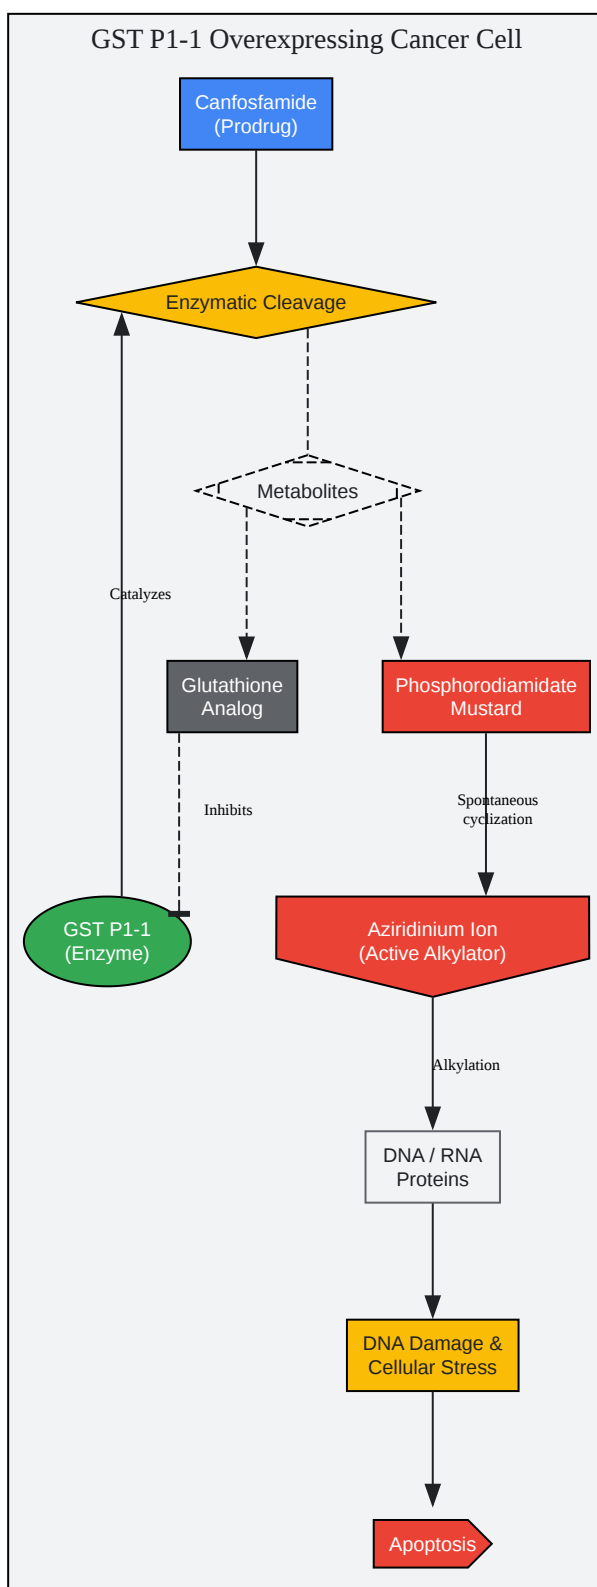 GST P1-1 Overexpressing Cancer Cell
Canfosfamide
(Prodrug)
Enzymatic Cleavage
Metabolites
Catalyzes
Glutathione
Analog
Phosphorodiamidate
Mustard
Inhibits
Spontaneous
cyclization
GST P1-1
(Enzyme)
Aziridinium Ion
(Active Alkylator)
Alkylation
DNA / RNA
Proteins
DNA Damage &
Cellular Stress
Apoptosis